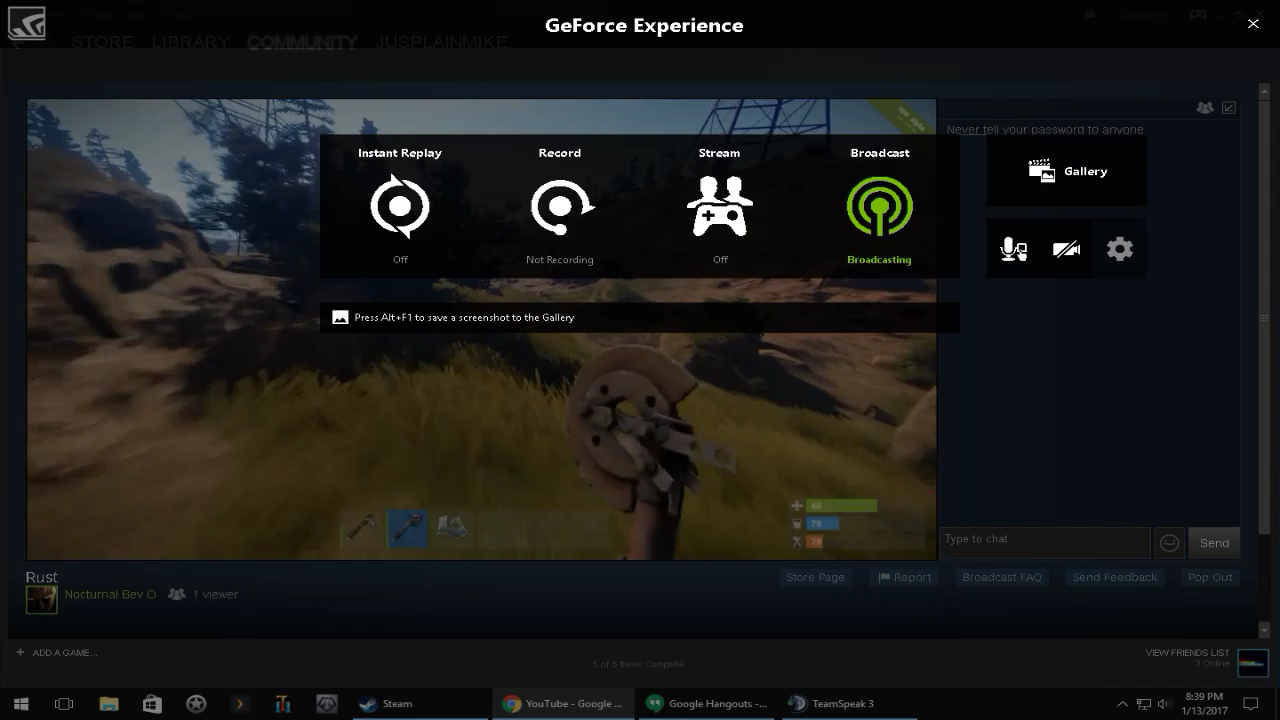 GeForce Experience
STORE LIBRARY COMMUNITY JUSPLAINMIKE
Never tell your password to anyone
Instant Replay Record Stream Broadcast
Gallery
Off Not Recording Off Broadcasting
Press Alt+F1 to save a screenshot to the Gallery
Type to chat
Send
Rust
Store Page Report Broadcast FAQ Send Feedback Pop Out
Nocturnal Bev O 1 viewer
+ ADD A GAME...
5 of 5 Items Complete
VIEW FRIENDS LIST
3 Online
Steam YouTube - Google ... Google Hangouts -... TeamSpeak 3
8:39 PM
1/13/2017